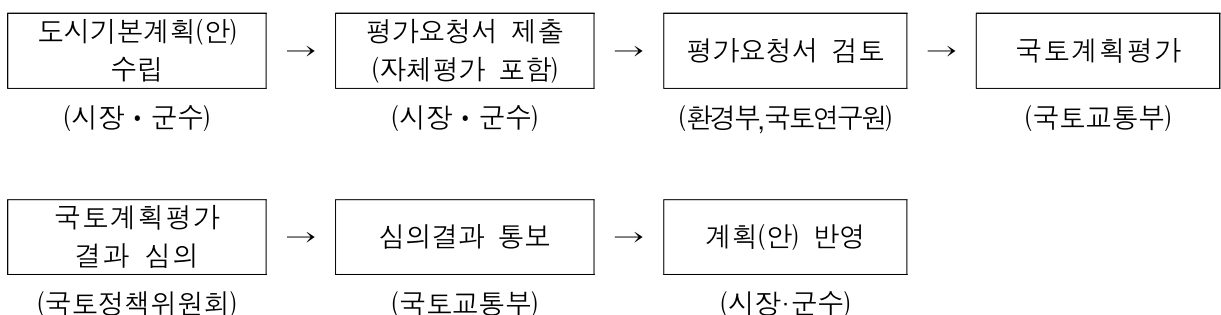 도시기본계획(안) → 평가요청서 제출 → 평가요청서 검토 → 국토계획평가
수립 (자체평가 포함)
(시장・군수) (시장・군수) (환경부,국토연구원) (국토교통부)
국토계획평가 → 심의결과 통보 → 계획(안) 반영
결과 심의
(국토정책위원회) (국토교통부) (시장·군수)